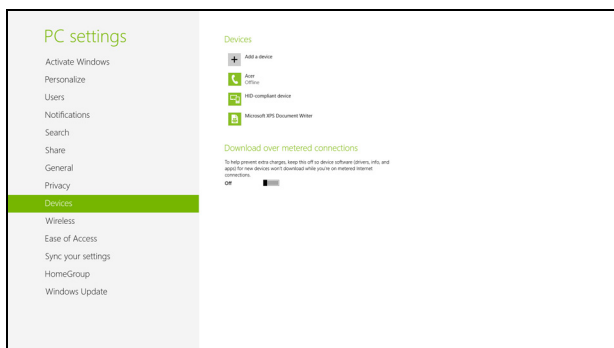 PC settings
Activate Windows
Personalize
Users
Notifications
Search
Share
General
Privacy
Devices
Wireless
Ease of Access
Sync your settings
HomeGroup
Windows Update
Devices
Add a device
Acer
Offline
HID-compliant device
Microsoft XPS Document Writer
Download over metered connections
To help prevent extra charges, keep this off so device software (drivers, info, and
apps) for new devices won't download while you're on metered Internet
connections.
Off